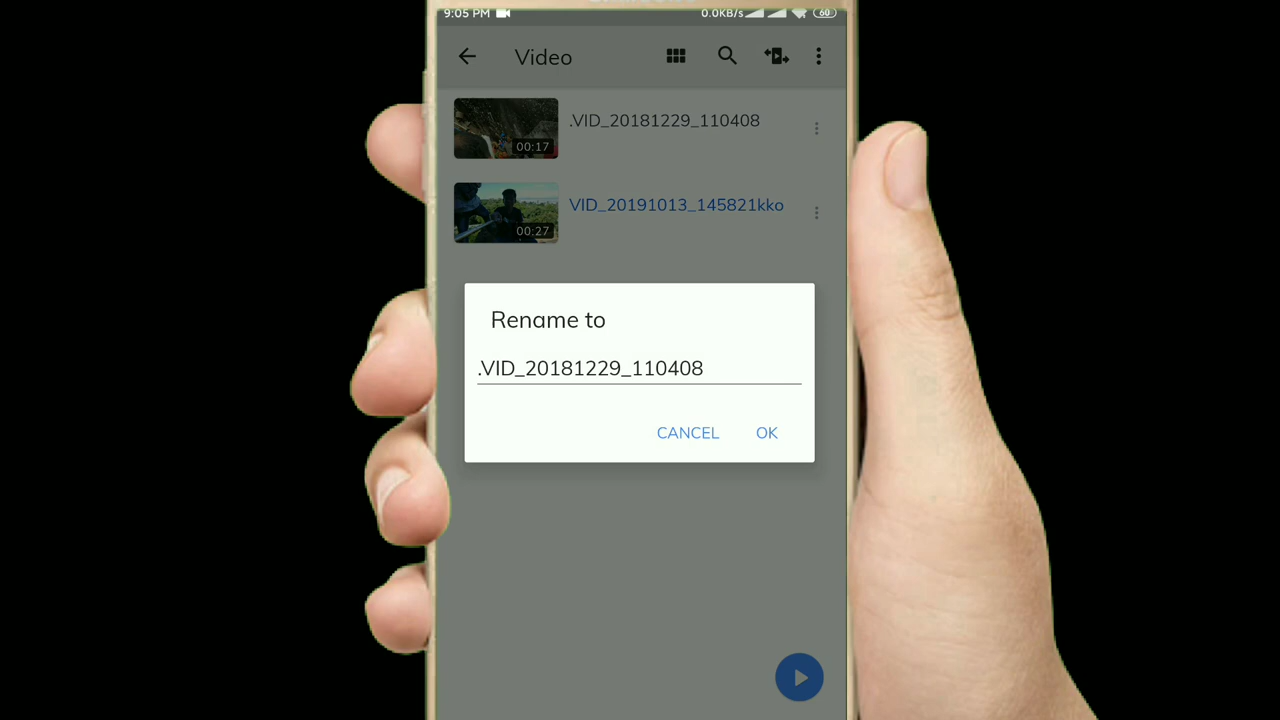 9:05 PM
0.0KB/s
60
Video
.VID_20181229_110408
00:17
VID_20191013_145821kko
00:27
Rename to
.VID_20181229_110408
CANCEL
OK